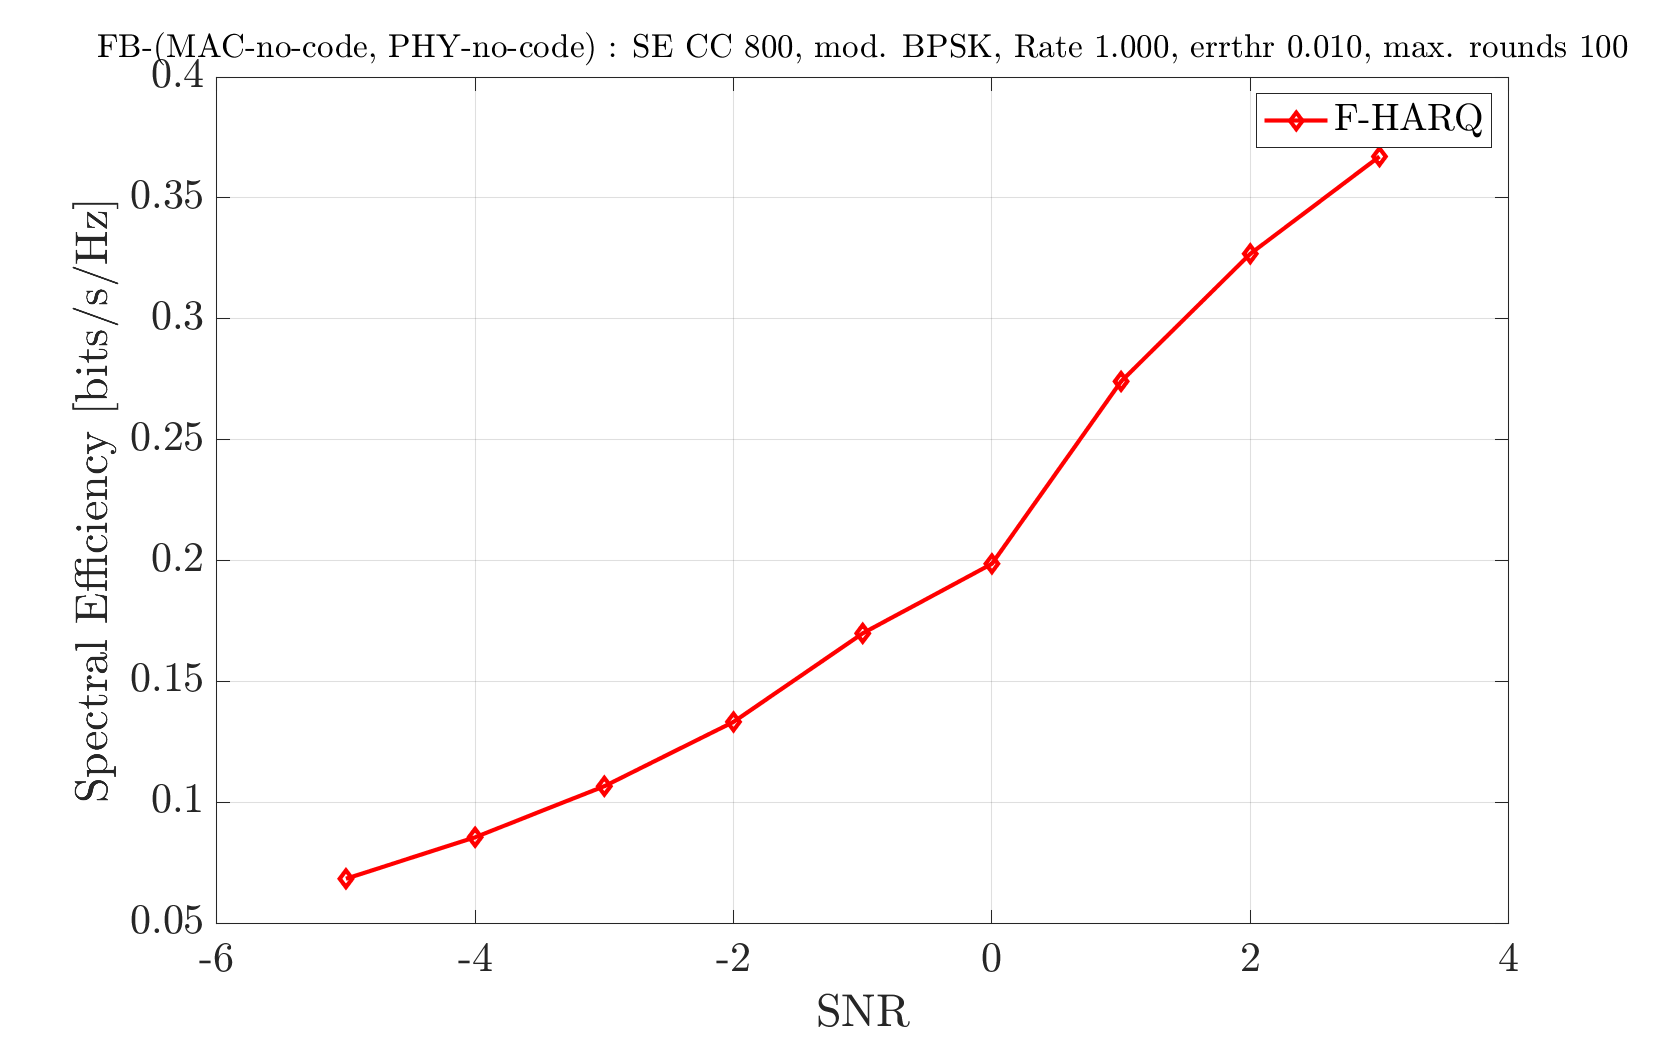 FB-(MAC-no-code, PHY-no-code) : SE CC 800, mod. BPSK, Rate 1.000, errthr 0.010, max. rounds 100
F-HARQ
Spectral Efficiency [bits/s/Hz]
0.4
0.35
0.3
0.25
0.2
0.15
0.1
0.05
-6 -4 -2 0 2 4
SNR